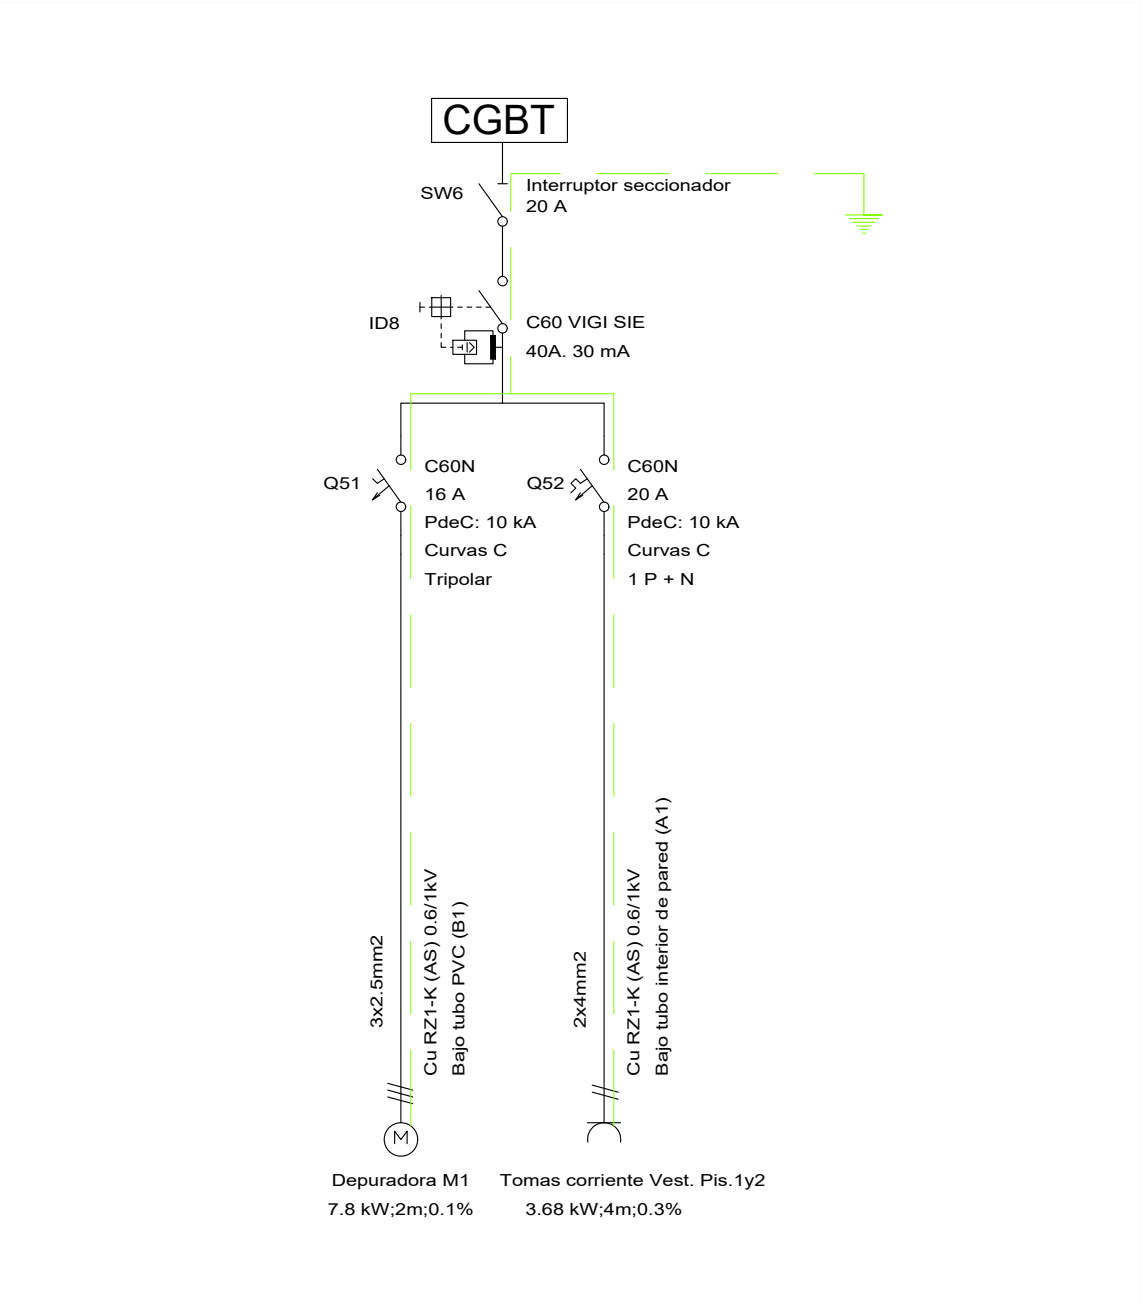 CGBT
SW6
Interruptor seccionador
20 A
ID8
C60 VIGI SIE
40A. 30 mA
Q51
C60N
16 A
PdeC: 10 kA
Curvas C
Tripolar
Q52
C60N
20 A
PdeC: 10 kA
Curvas C
1 P + N
3x2.5mm2
Cu RZ1-K (AS) 0.6/1kV
Bajo tubo PVC (B1)
2x4mm2
Cu RZ1-K (AS) 0.6/1kV
Bajo tubo interior de pared (A1)
M
Depuradora M1
7.8 kW;2m;0.1%
Tomas corriente Vest. Pis.1y2
3.68 kW;4m;0.3%